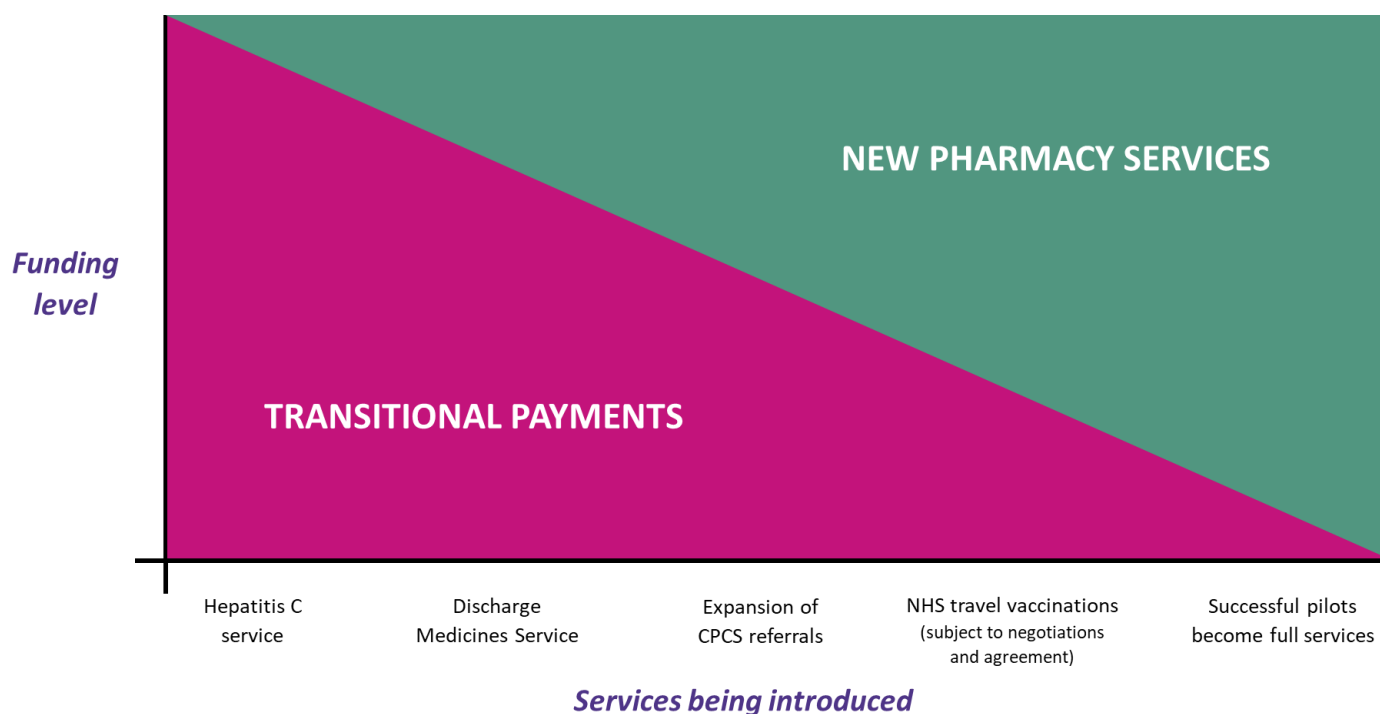 NEW PHARMACY SERVICES
Funding
level
TRANSITIONAL PAYMENTS
Hepatitis C
service
Discharge
Medicines Service
Expansion of
CPCS referrals
NHS travel vaccinations
(subject to negotiations
and agreement)
Successful pilots
become full services
Services being introduced